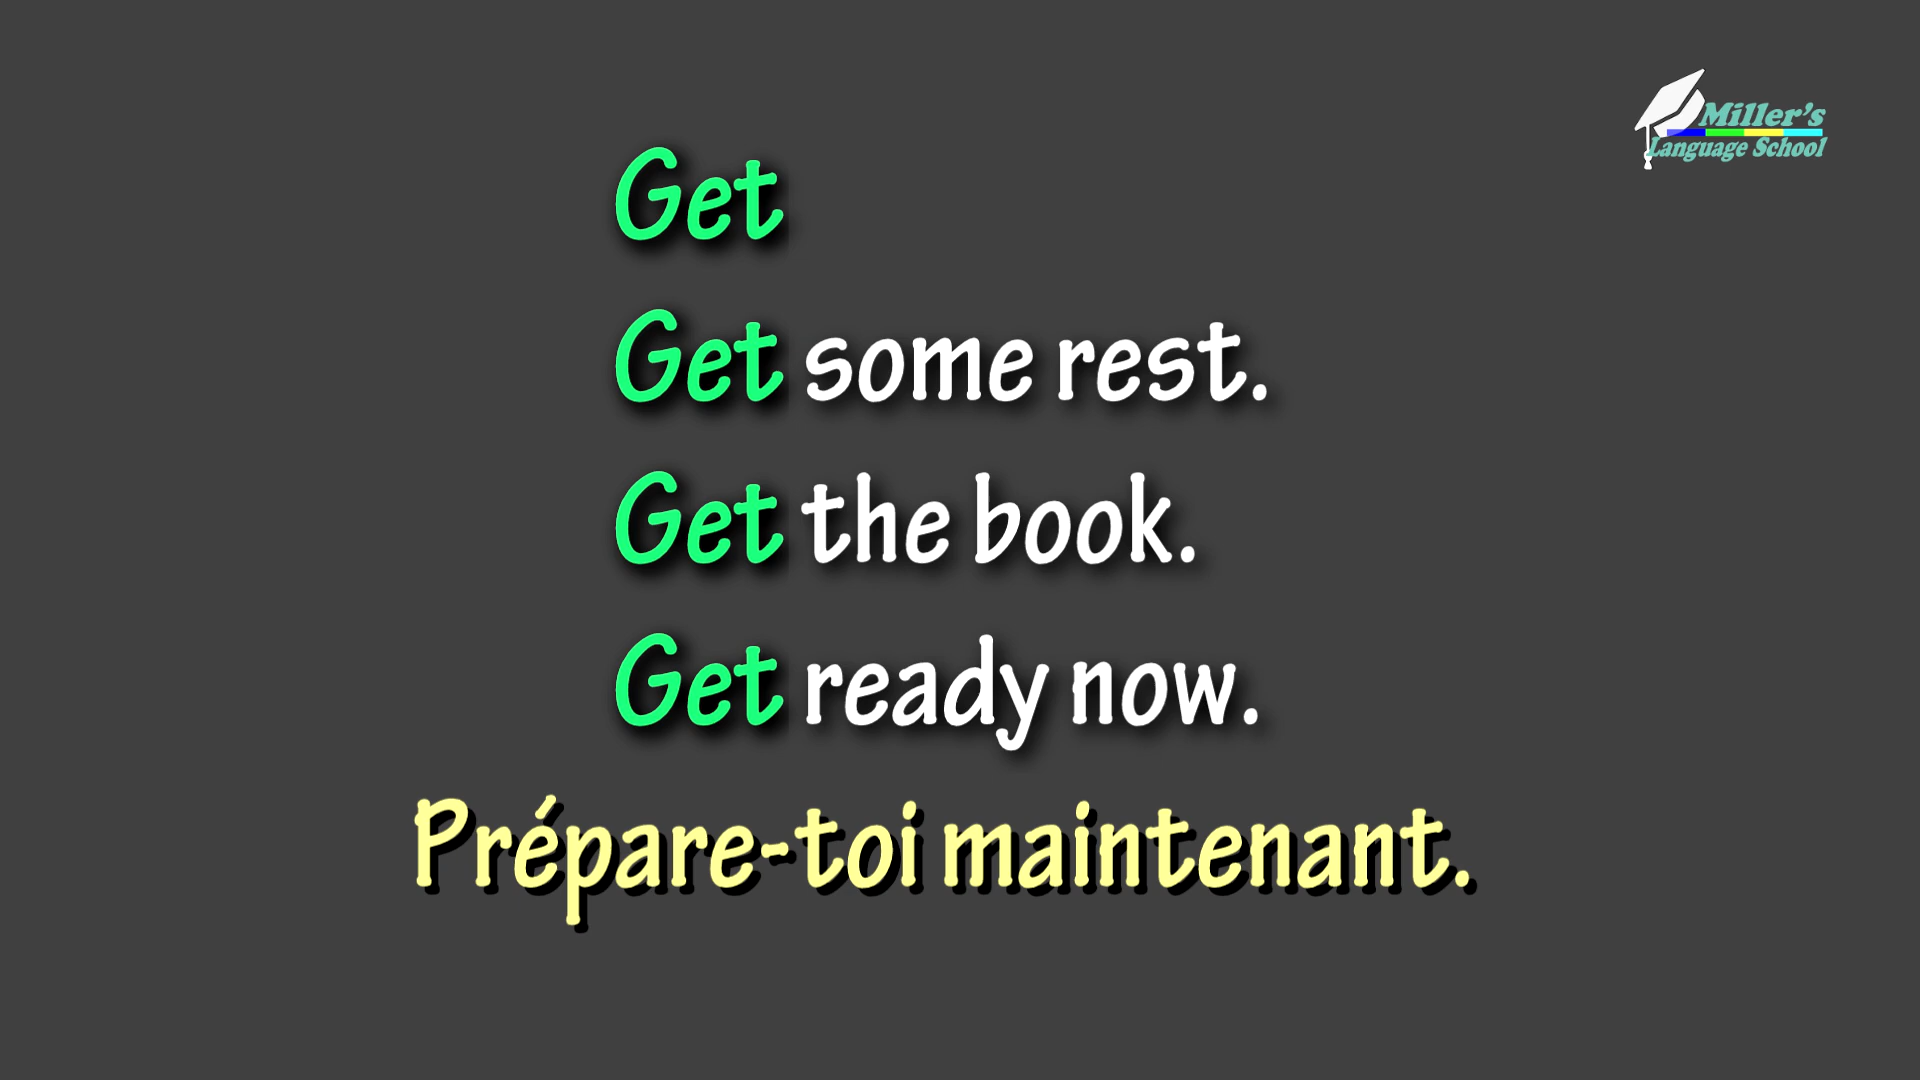 Miller's
Language School
Get
Get some rest.
Get the book.
Get ready now.
Prépare-toi maintenant.